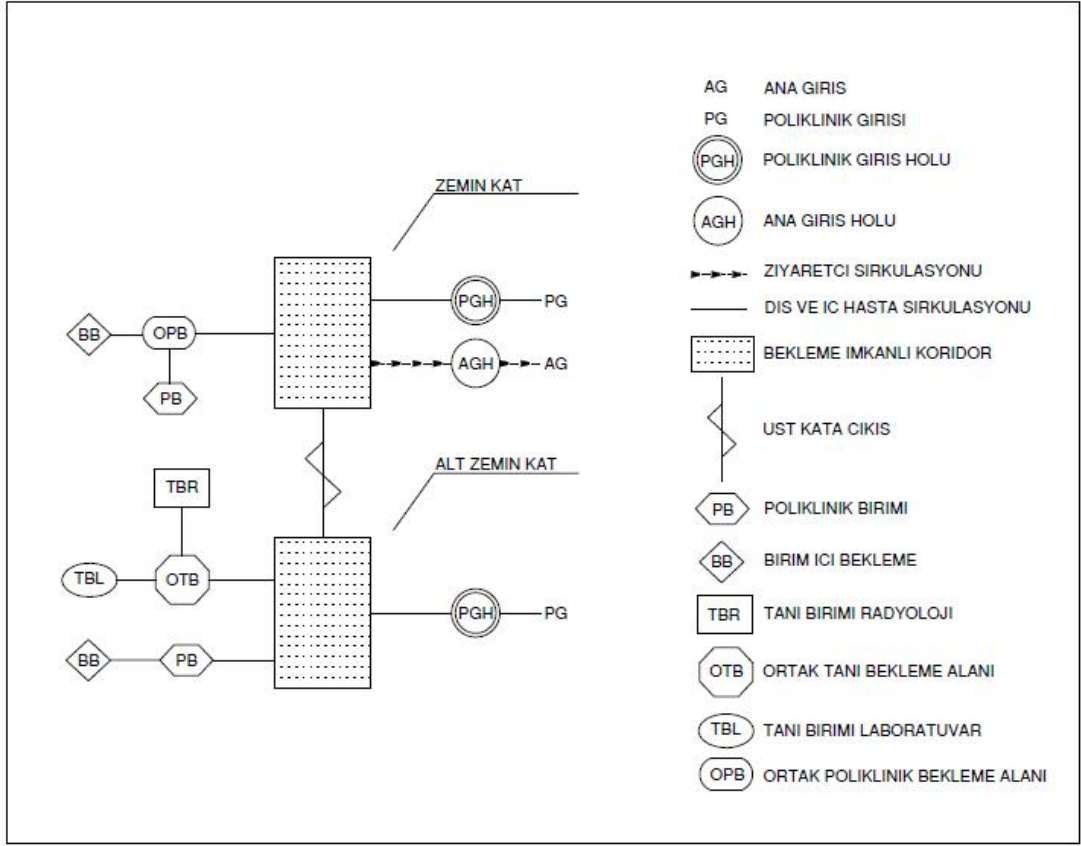 ZEMIN KAT
PGH PG
BB OPB
AGH AG
PB
ALT ZEMIN KAT
TBR
TBL OTB
PGH PG
BB PB
AG ANA GIRIS
PG POLIKLINIK GIRISI
PGH POLIKLINIK GIRIS HOLU
AGH ANA GIRIS HOLU
ZIYARETCI SIRKULASYONU
DIS VE IC HASTA SIRKULASYONU
BEKLEME IMKANLI KORIDOR
UST KATA CIKIS
PB POLIKLINIK BIRIMI
BB BIRIM ICI BEKLEME
TBR TANI BIRIMI RADYOLOJI
OTB ORTAK TANI BEKLEME ALANI
TBL TANI BIRIMI LABORATUVAR
OPB ORTAK POLIKLINIK BEKLEME ALANI